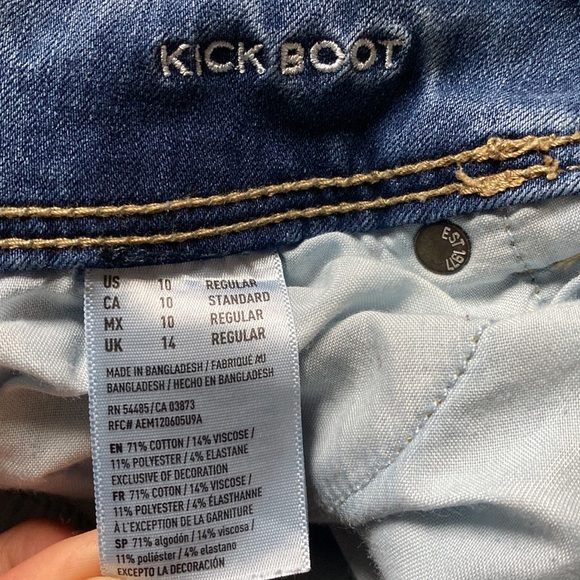 KICK BOOT
EST. 1977
E
US 10 REGULAR
CA 10 STANDARD
MX 10 REGULAR
UK 14 REGULAR
MADE IN BANGLADESH / FABRIQUÉ AU
BANGLADESH / HECHO EN BANGLADESH
RN 54485 / CA 03873
RFC# AEM120605U9A
EN 71% COTTON / 14% VISCOSE /
11% POLYESTER / 4% ELASTANE
EXCLUSIVE OF DECORATION
FR 71% COTON / 14% VISCOSE /
11% POLYESTER / 4% ÉLASTHANNE
À L'EXCEPTION DE LA GARNITURE
SP 71% algodón / 14% viscosa /
11% poliéster / 4% elastano
EXCEPTO LA DECORACIÓN